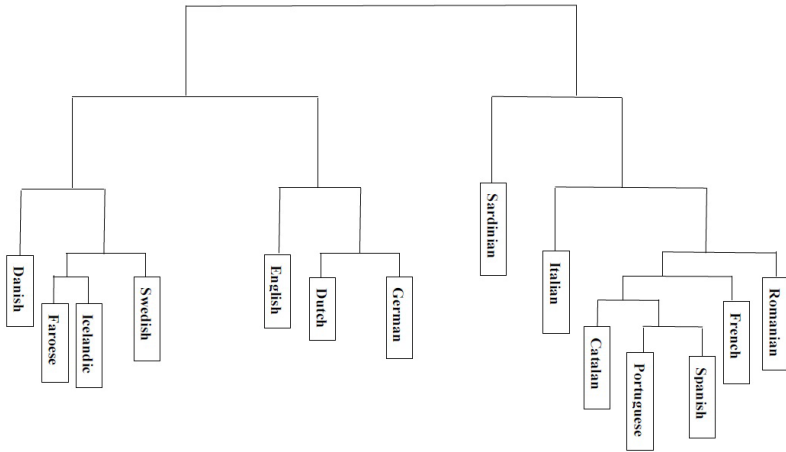 Danish
Faroese
Icelandic
Swedish
English
Dutch
German
Sardinian
Italian
Catalan
Portuguese
Spanish
French
Romanian